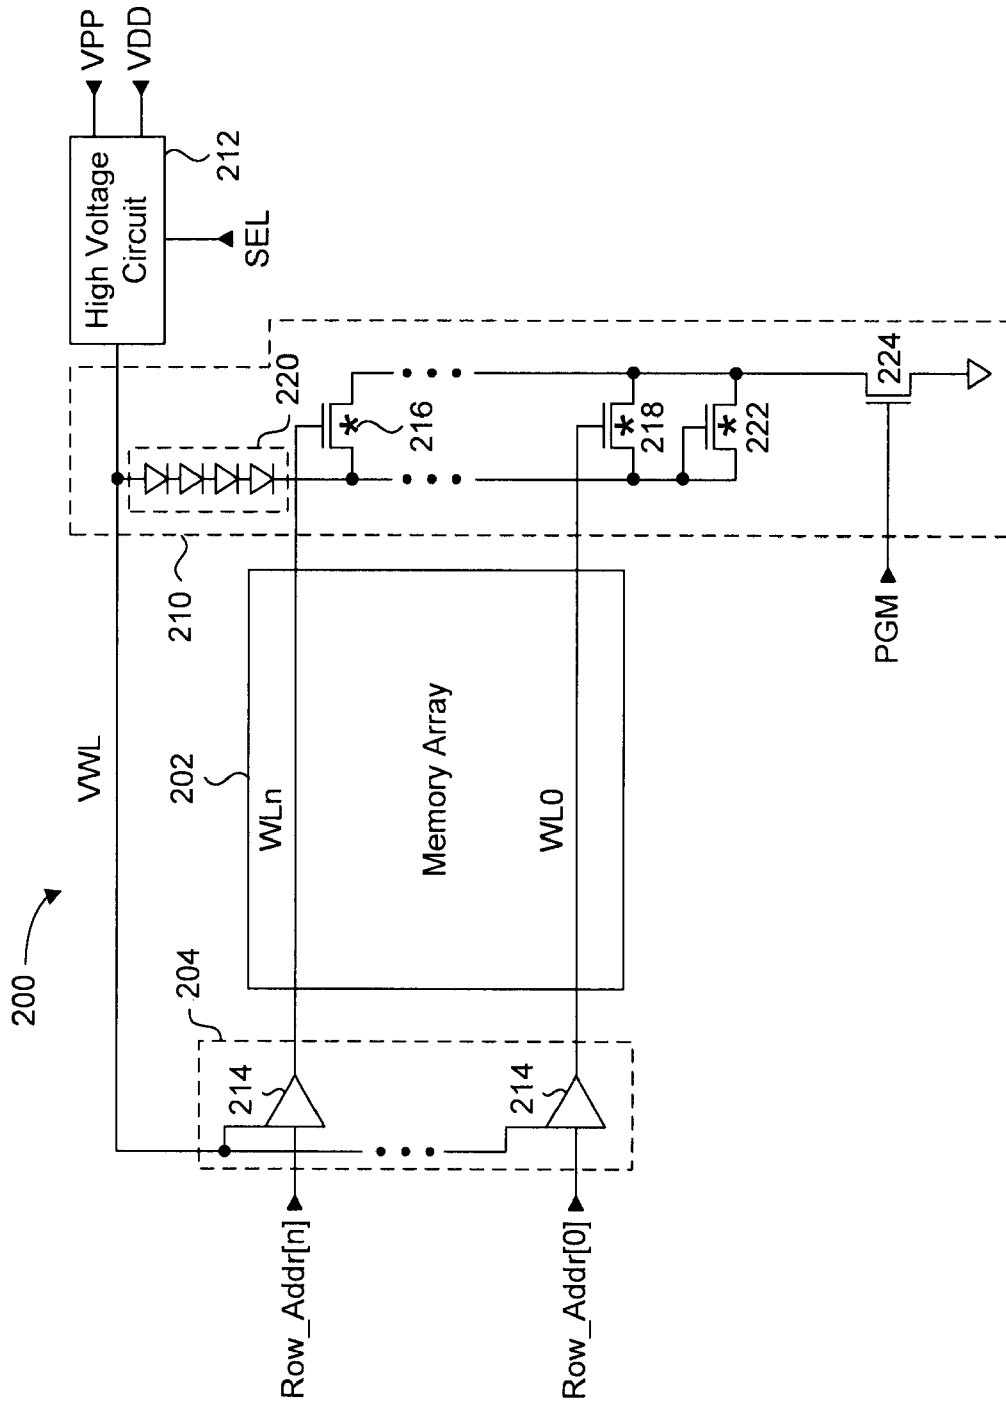 200
VWL
VPP
VDD
High Voltage
Circuit
212
SEL
220
210
202
204
214
WLn
216
Memory Array
214
WL0
218
222
224
PGM
Row_Addr[n]
Row_Addr[0]